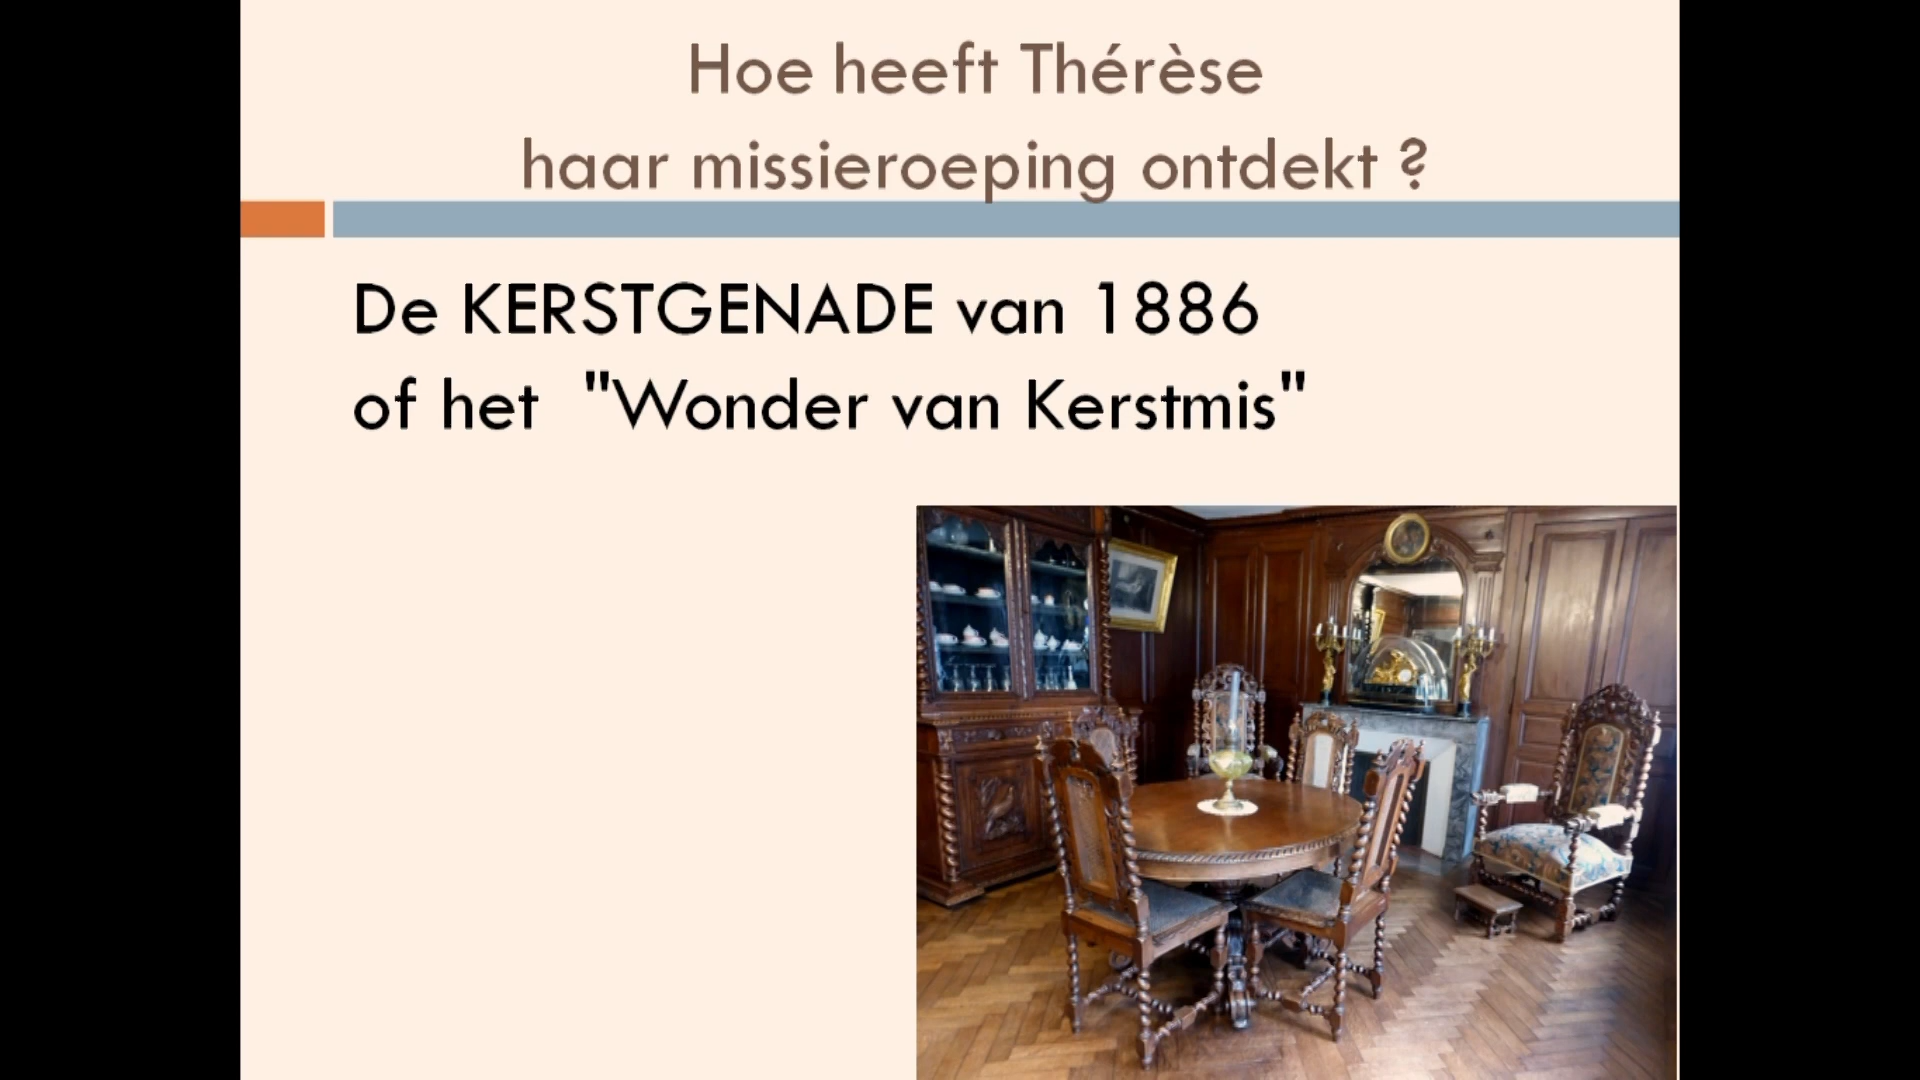 Hoe heeft Thérèse
haar missieroeping ontdekt ?
De KERSTGENADE van 1886
of het "Wonder van Kerstmis"